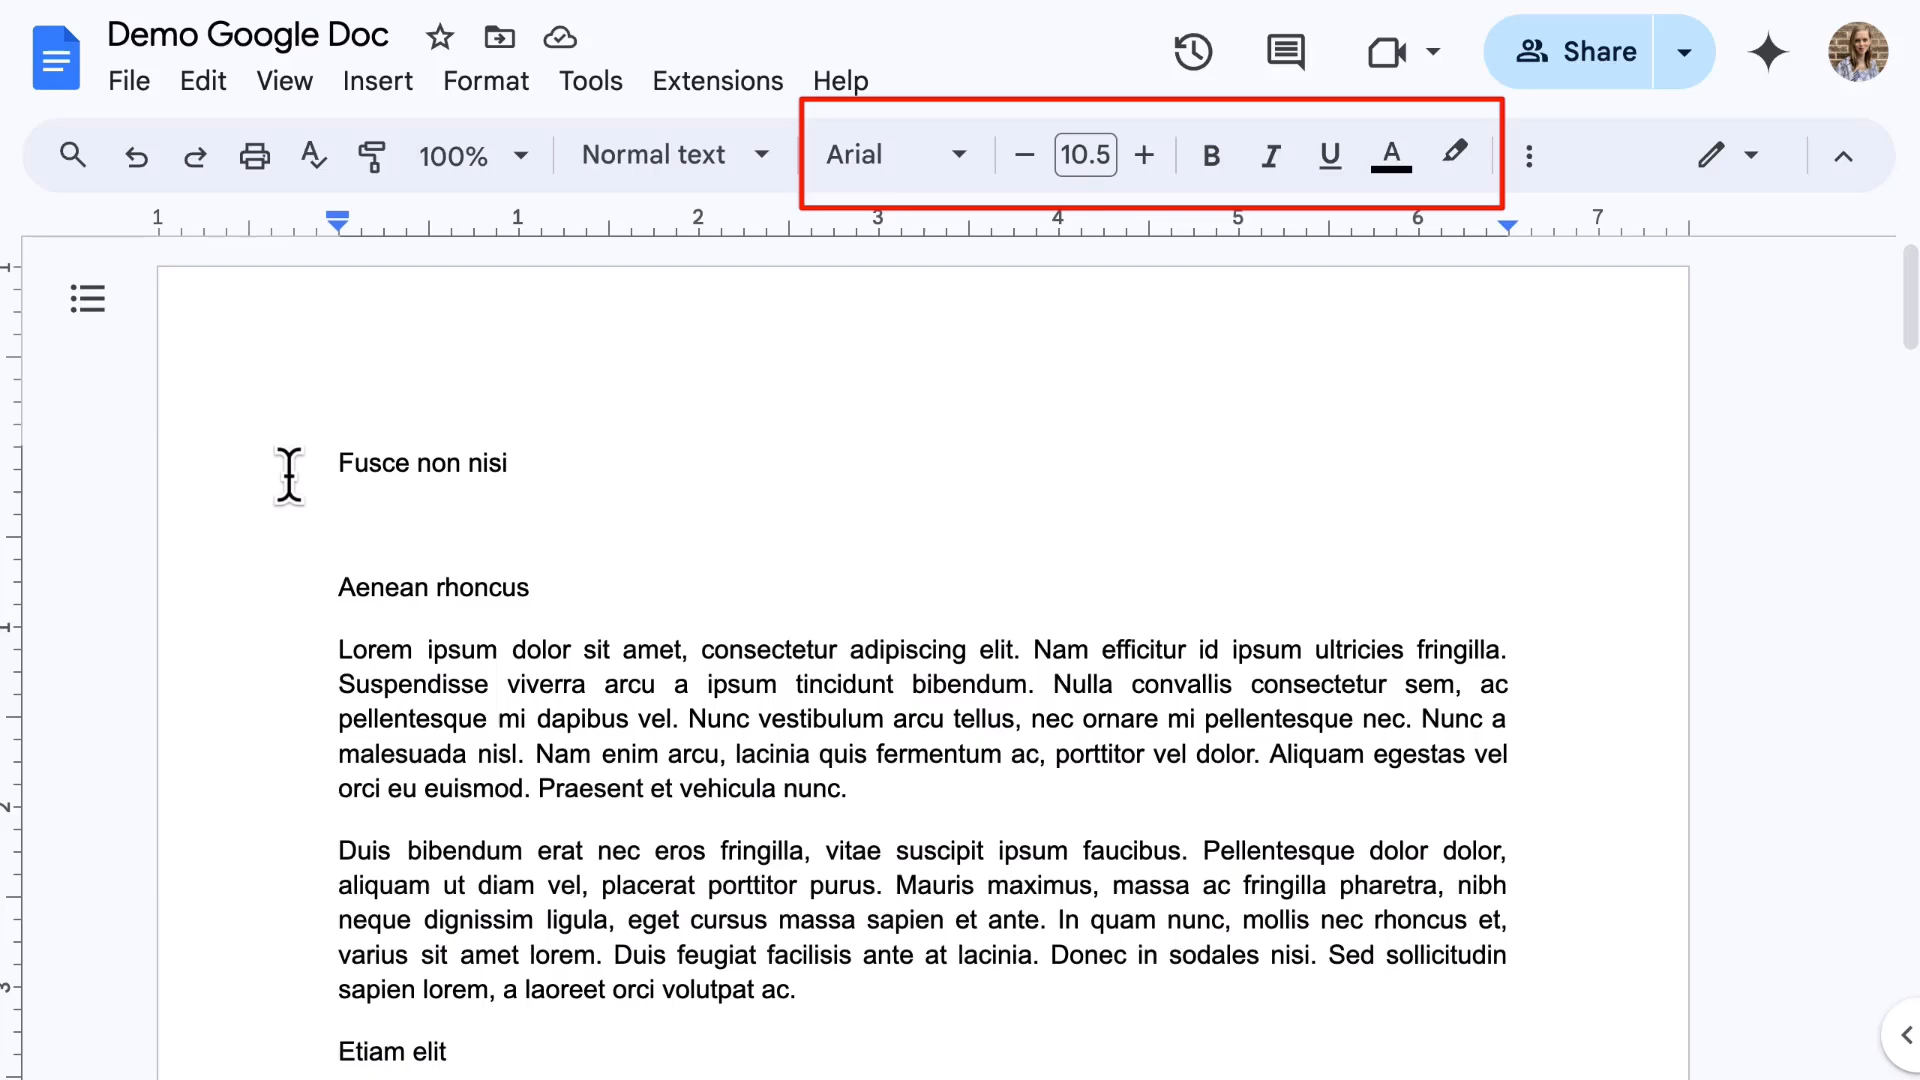 Demo Google Doc
File Edit View Insert Format Tools Extensions Help
Share
100% Normal text Arial 10.5 B I U A
1 1 2 3 4 5 6 7
1
1
2
3
Fusce non nisi
Aenean rhoncus
Lorem ipsum dolor sit amet, consectetur adipiscing elit. Nam efficitur id ipsum ultricies fringilla.
Suspendisse viverra arcu a ipsum tincidunt bibendum. Nulla convallis consectetur sem, ac
pellentesque mi dapibus vel. Nunc vestibulum arcu tellus, nec ornare mi pellentesque nec. Nunc a
malesuada nisl. Nam enim arcu, lacinia quis fermentum ac, porttitor vel dolor. Aliquam egestas vel
orci eu euismod. Praesent et vehicula nunc.
Duis bibendum erat nec eros fringilla, vitae suscipit ipsum faucibus. Pellentesque dolor dolor,
aliquam ut diam vel, placerat porttitor purus. Mauris maximus, massa ac fringilla pharetra, nibh
neque dignissim ligula, eget cursus massa sapien et ante. In quam nunc, mollis nec rhoncus et,
varius sit amet lorem. Duis feugiat facilisis ante at lacinia. Donec in sodales nisi. Sed sollicitudin
sapien lorem, a laoreet orci volutpat ac.
Etiam elit